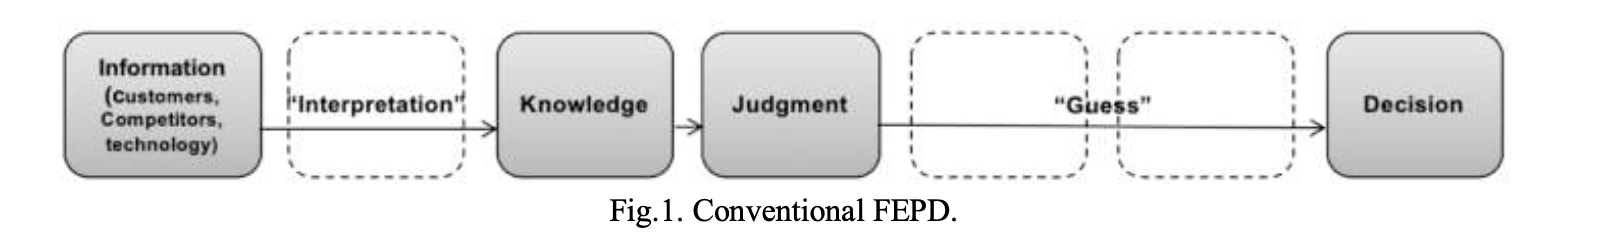 Information
(Customers,
Competitors,
technology)
“Interpretation”
Knowledge
Judgment
“Guess”
Decision
Fig.1. Conventional FEPD.